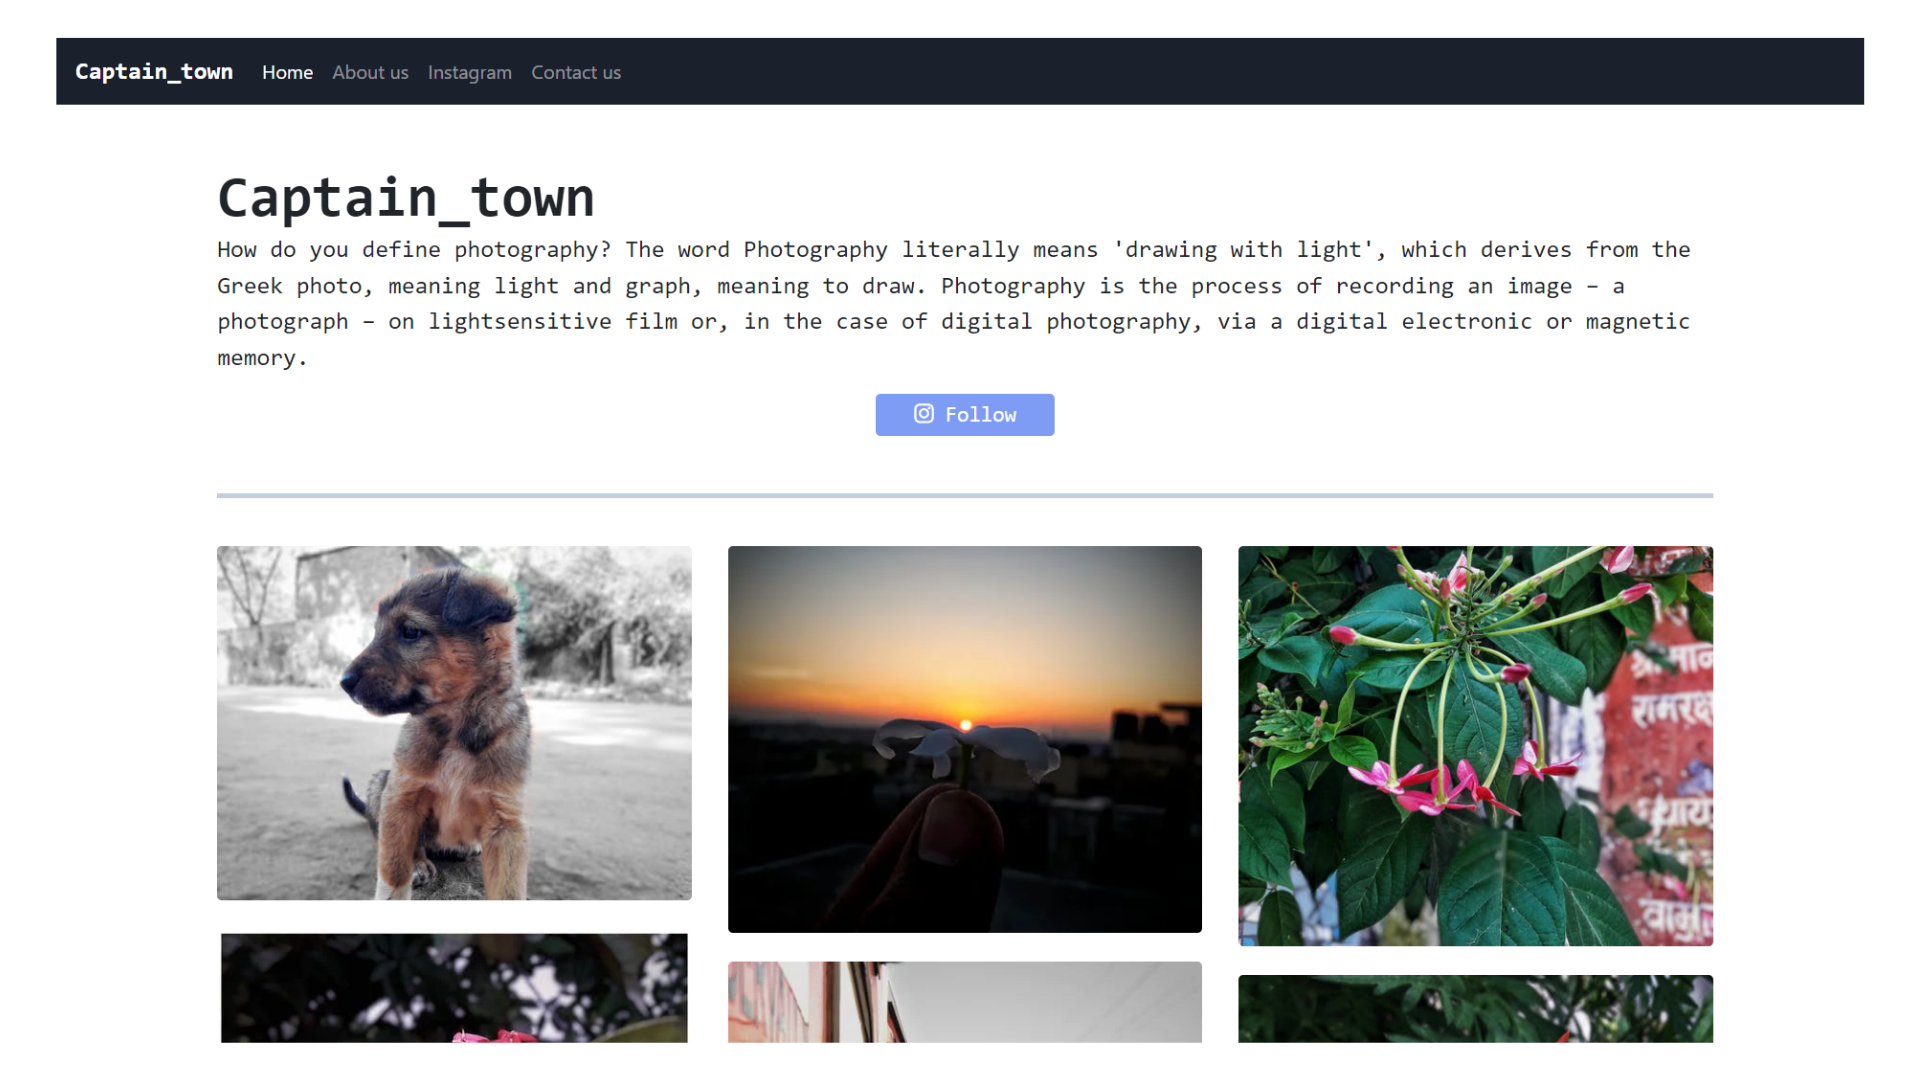 Captain_town Home About us Instagram Contact us
Captain_town
How do you define photography? The word Photography literally means 'drawing with light', which derives from the
Greek photo, meaning light and graph, meaning to draw. Photography is the process of recording an image – a
photograph – on lightsensitive film or, in the case of digital photography, via a digital electronic or magnetic
memory.
Follow